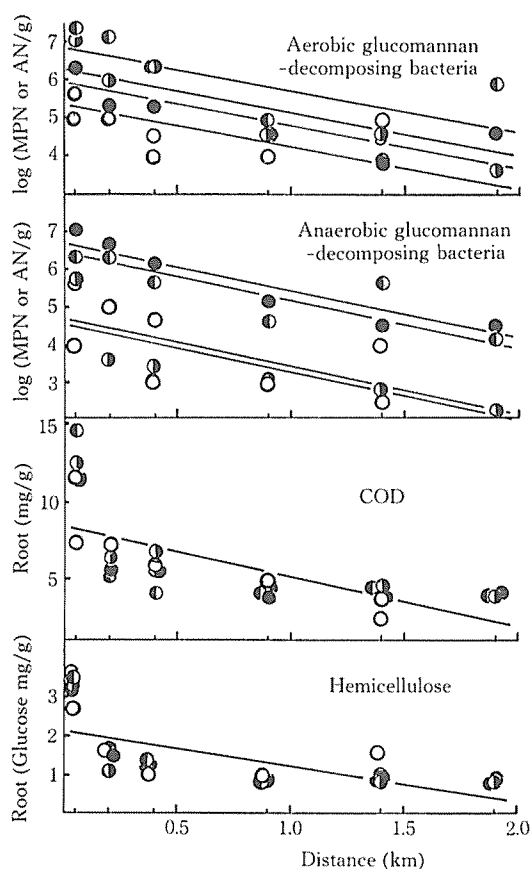 Aerobic glucomannan
-decomposing bacteria
log (MPN or AN/g)
7
6
5
4
Anaerobic glucomannan
-decomposing bacteria
log (MPN or AN/g)
7
6
5
4
3
COD
Root (mg/g)
15
10
5
Hemicellulose
Root (Glucose mg/g)
3
2
1
0.5 1.0 1.5 2.0
Distance (km)